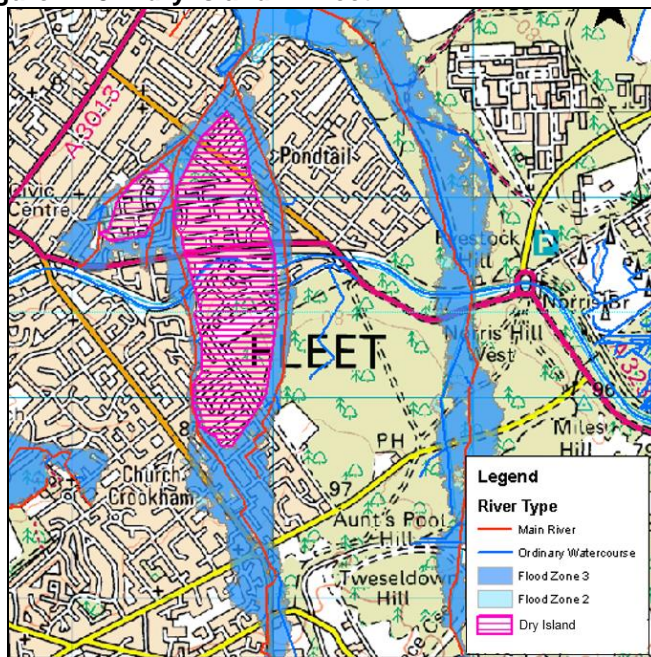 A3013
Pondtail
Civic
Centre
Hill
Norris Br
Norris Hill
West
FLEET
96
Miles
Hill
PH
97
Church
Crookham
Aunt's Pool
Hill
Tweseldown
Hill
Legend
River Type
Main River
Ordinary Watercourse
Flood Zone 3
Flood Zone 2
Dry Island